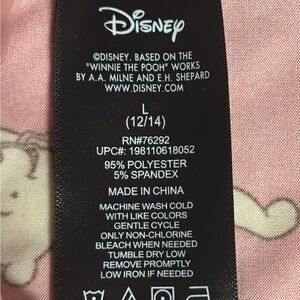 Disney
©DISNEY. BASED ON THE
"WINNIE THE POOH" WORKS
BY A.A. MILNE AND E.H. SHEPARD
WWW.DISNEY.COM
L
(12/14)
RN#76292
UPC#: 198110618052
95% POLYESTER
5% SPANDEX
MADE IN CHINA
MACHINE WASH COLD
WITH LIKE COLORS
GENTLE CYCLE
ONLY NON-CHLORINE
BLEACH WHEN NEEDED
TUMBLE DRY LOW
REMOVE PROMPTLY
LOW IRON IF NEEDED